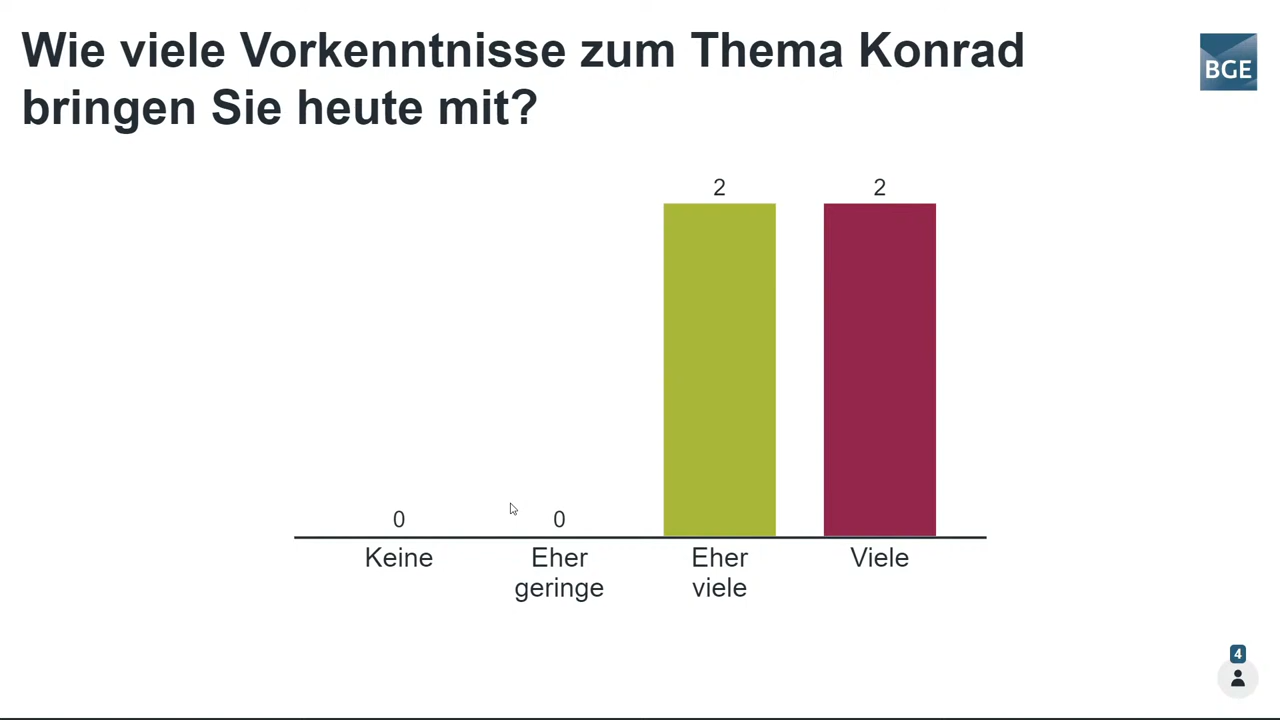 Wie viele Vorkenntnisse zum Thema Konrad
bringen Sie heute mit?
BGE
2
2
0
0
Keine
Eher
geringe
Eher
viele
Viele
4